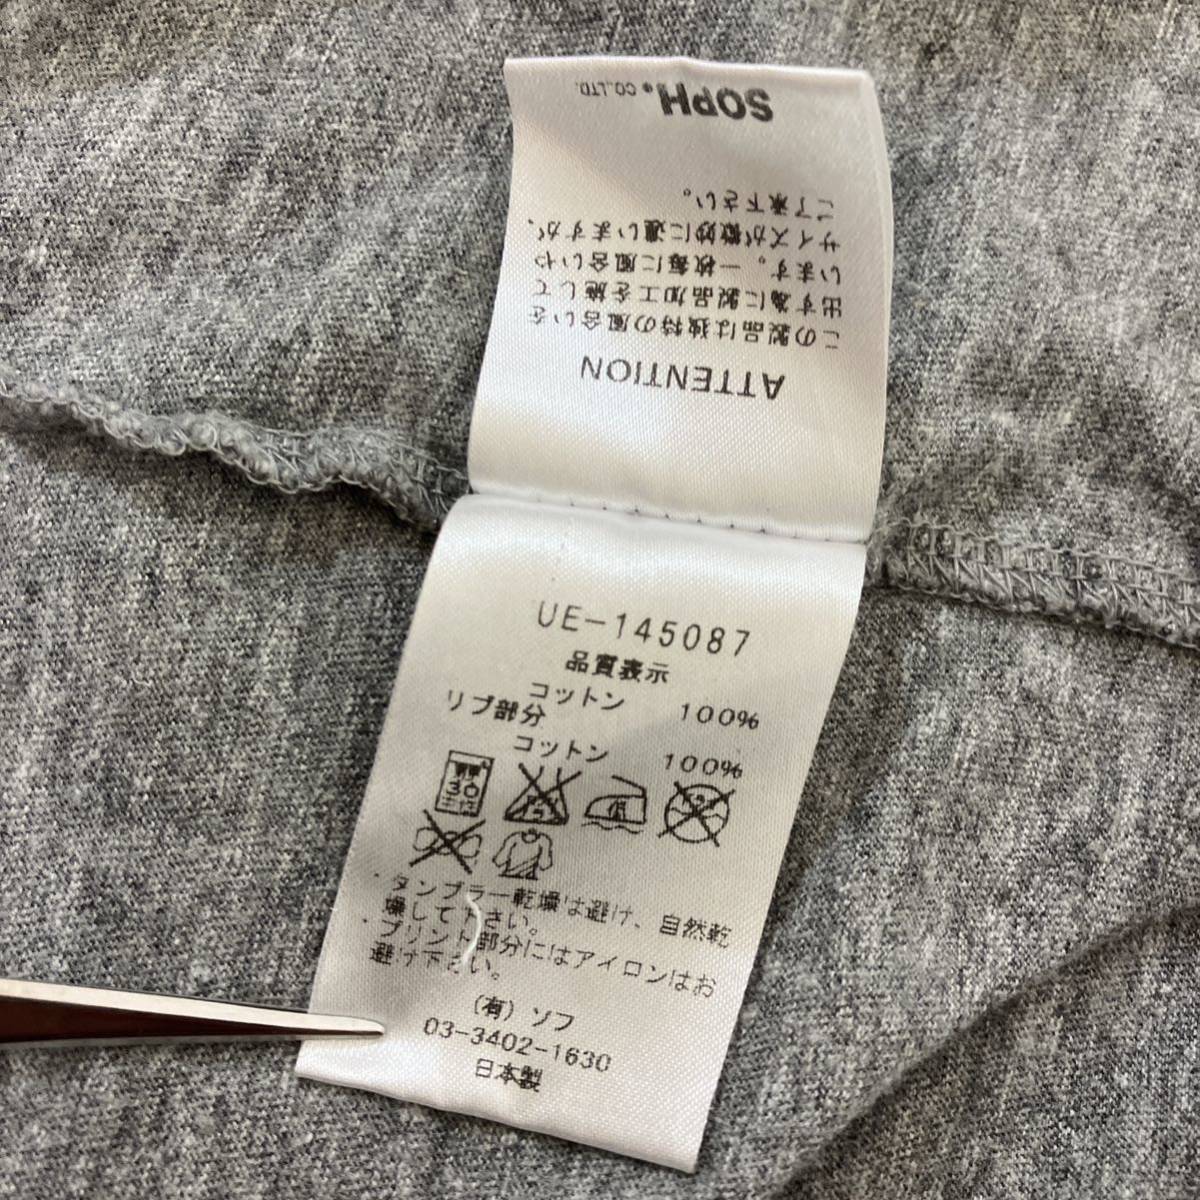 SOPH. CO.,LTD.
ATTENTION
この製品は独特の風合いを
出す為に製品加工を施して
います。一枚毎に風合いや
サイズが微妙に違いますが、
ご了承下さい。
UE-145087
品質表示
コットン 100%
リブ部分
コットン 100%
30
・タンブラー乾燥は避け、自然乾
燥して下さい。
・プリント部分にはアイロンはお
避け下さい。
(有) ソフ
03-3402-1630
日本製